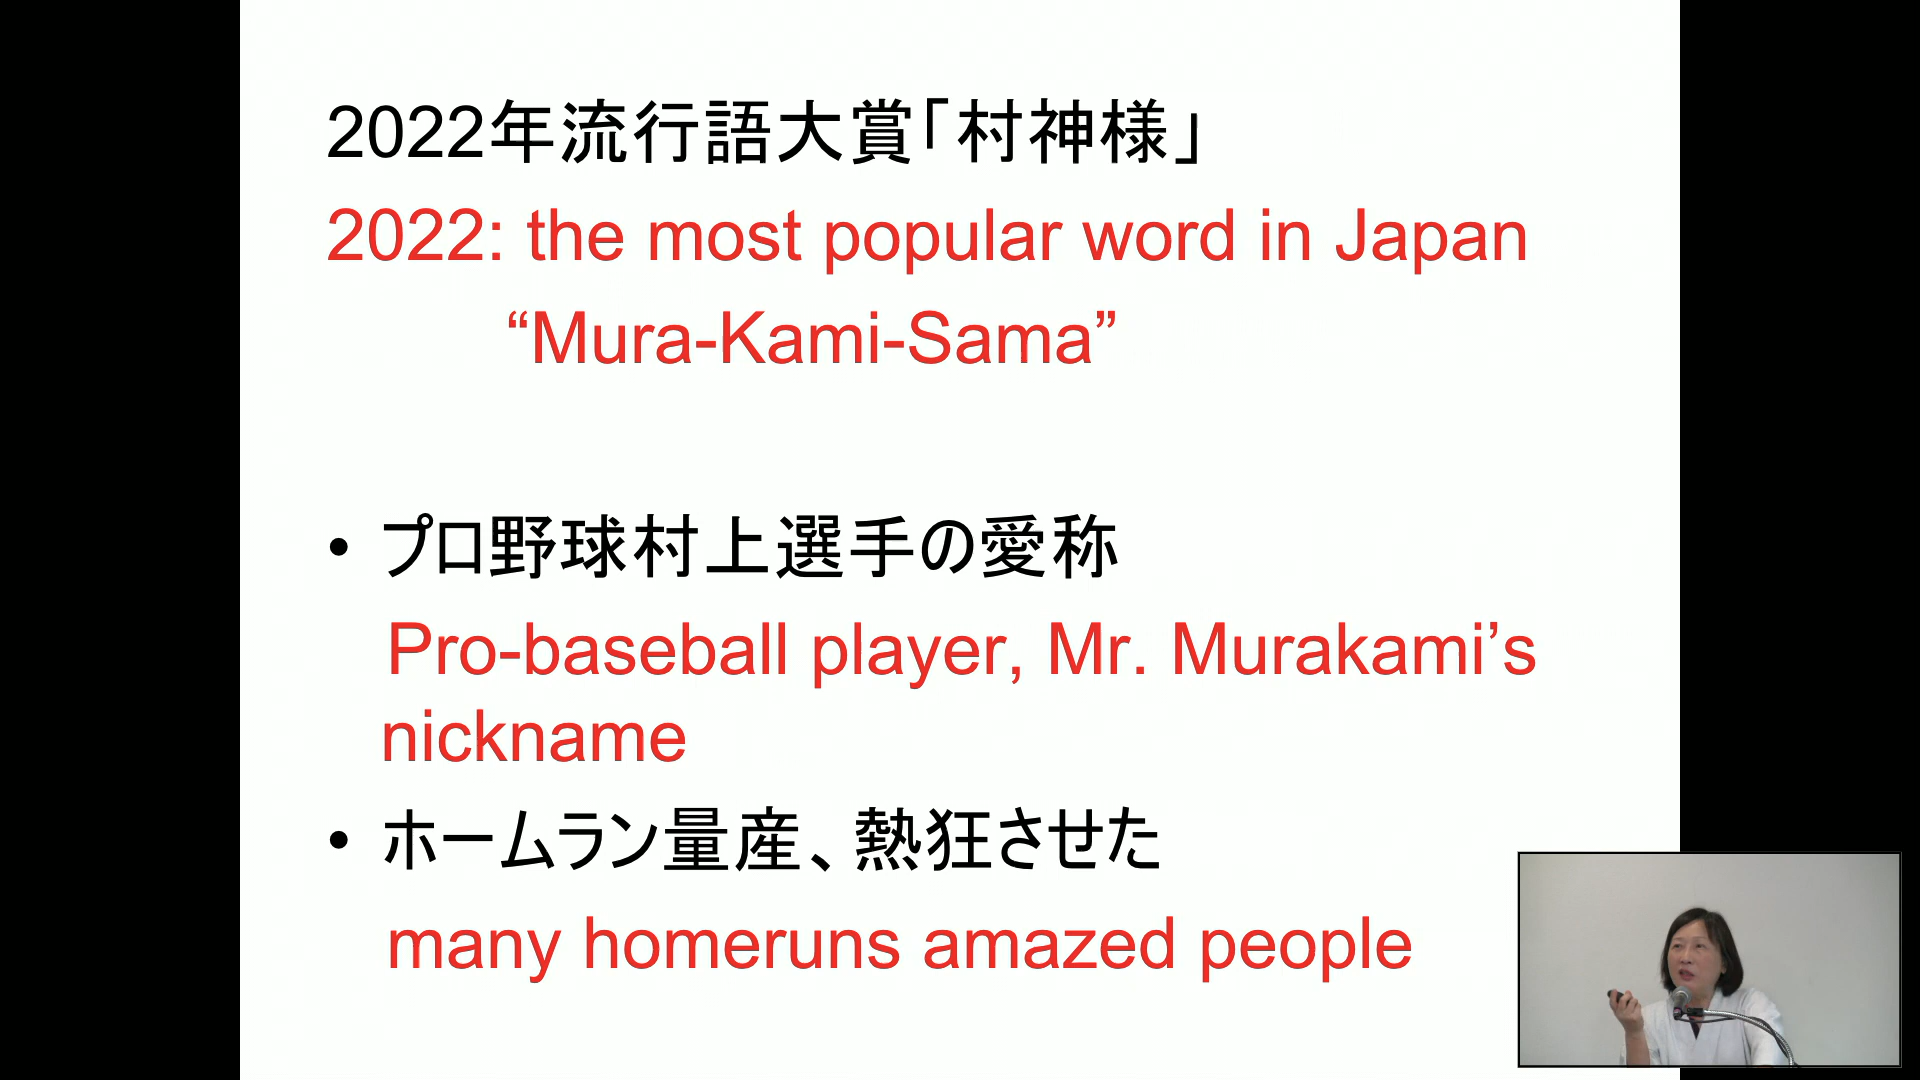 2022年流行語大賞「村神様」
2022: the most popular word in Japan
“Mura-Kami-Sama”
• プロ野球村上選手の愛称
Pro-baseball player, Mr. Murakami’s
nickname
• ホームラン量産、熱狂させた
many homeruns amazed people